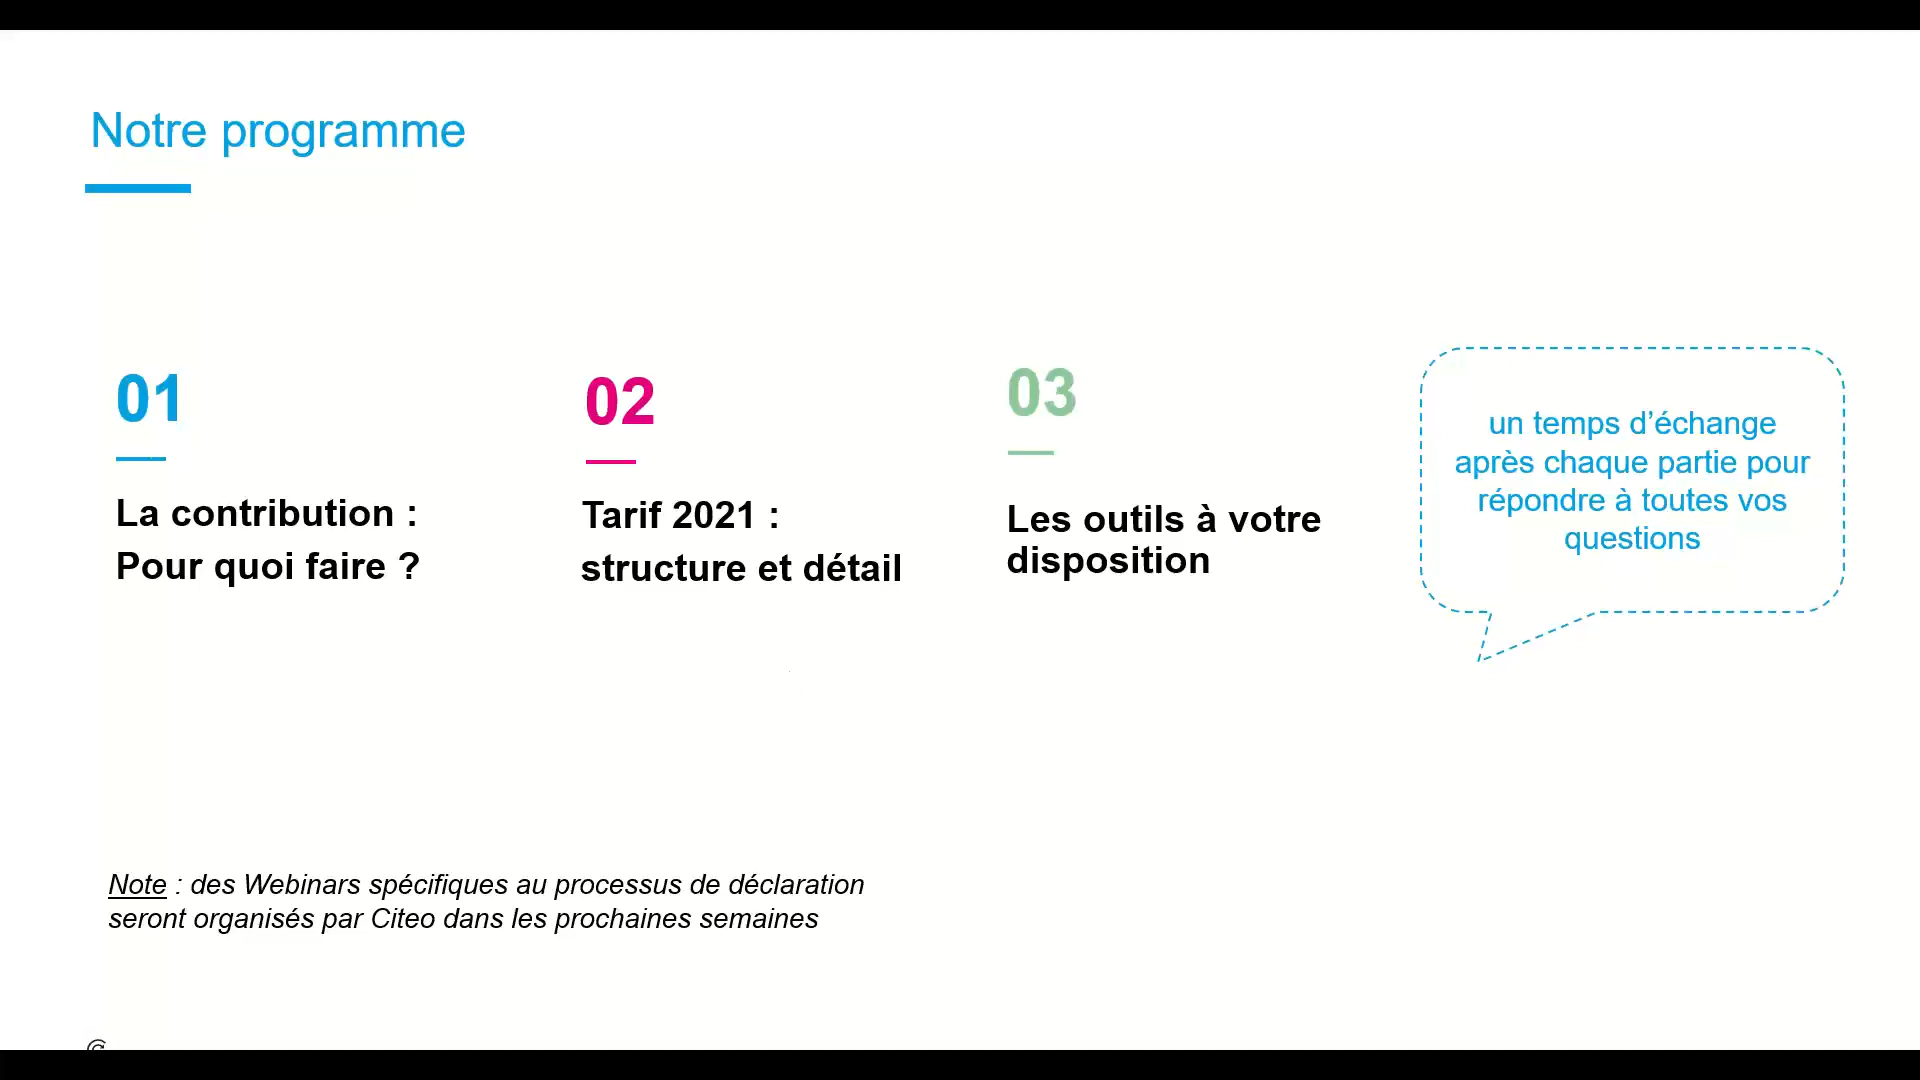 Notre programme
01
La contribution :
Pour quoi faire ?
02
Tarif 2021 :
structure et détail
03
Les outils à votre
disposition
un temps d’échange
après chaque partie pour
répondre à toutes vos
questions
Note : des Webinars spécifiques au processus de déclaration
seront organisés par Citeo dans les prochaines semaines